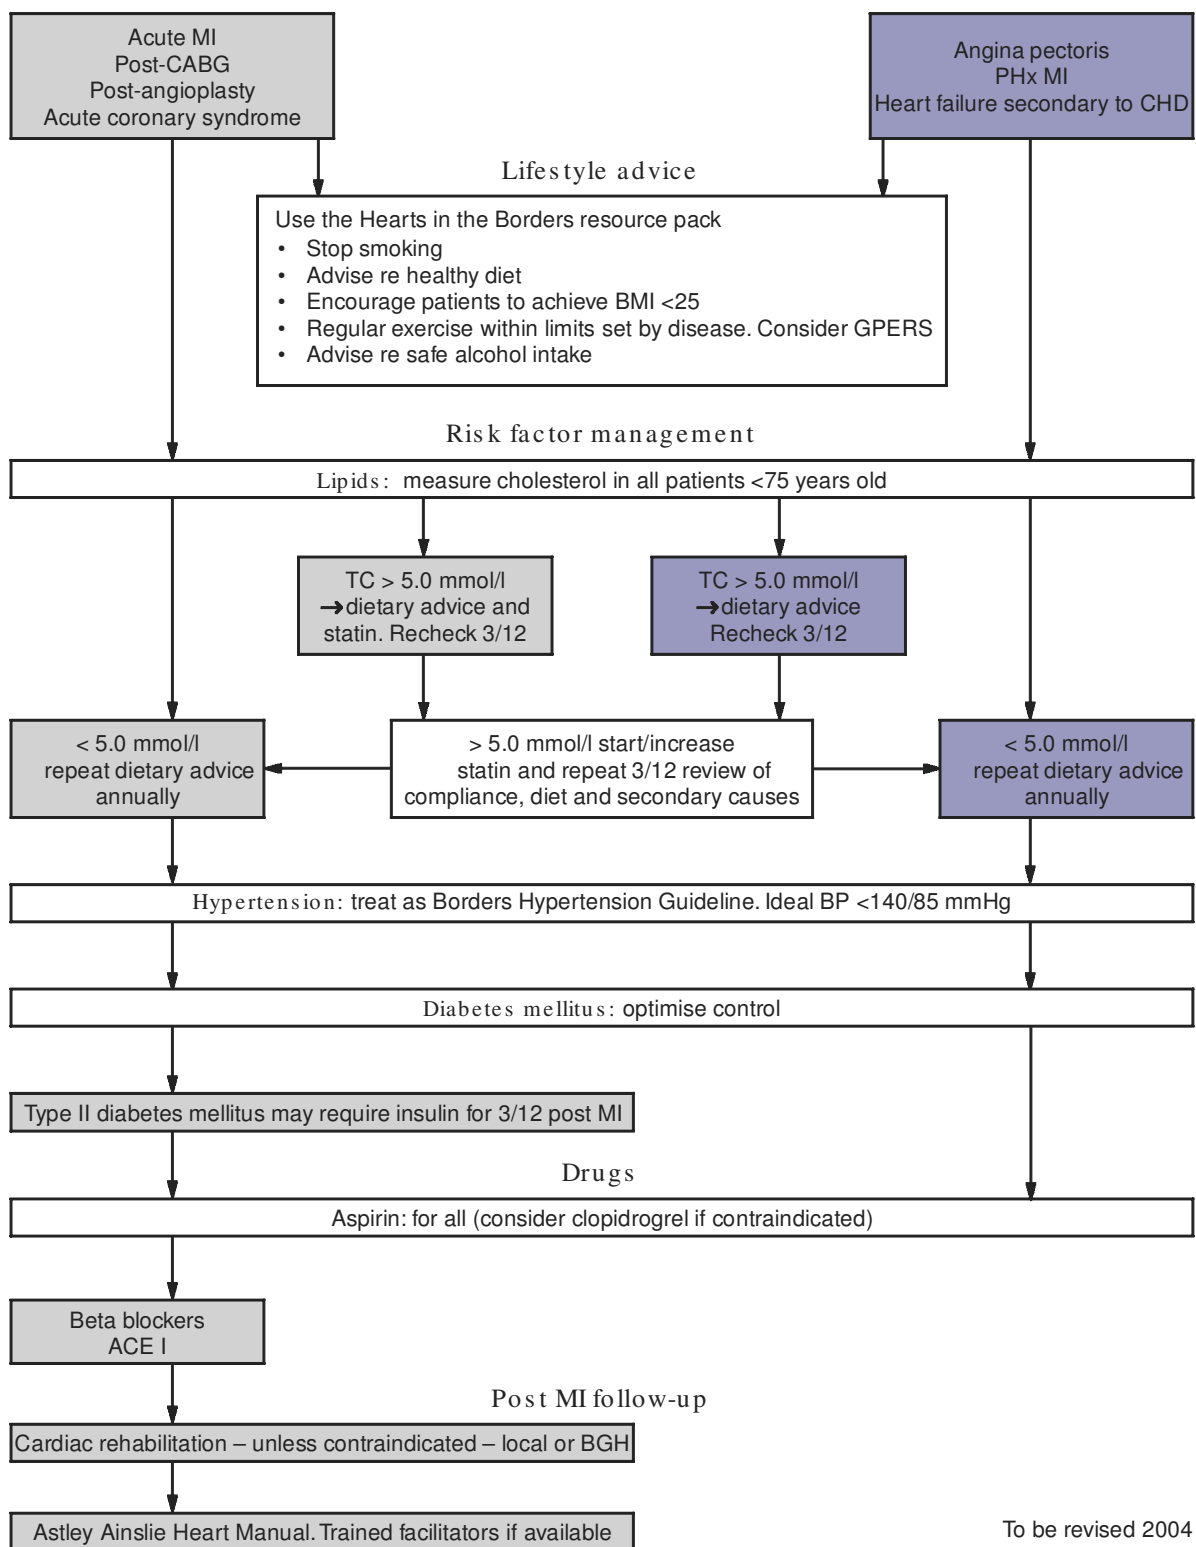 Acute MI
Post-CABG
Post-angioplasty
Acute coronary syndrome
Angina pectoris
PHx MI
Heart failure secondary to CHD
Lifestyle advice
Use the Hearts in the Borders resource pack
• Stop smoking
• Advise re healthy diet
• Encourage patients to achieve BMI <25
• Regular exercise within limits set by disease. Consider GPERS
• Advise re safe alcohol intake
Risk factor management
Lipids: measure cholesterol in all patients <75 years old
TC > 5.0 mmol/l
→dietary advice and
statin. Recheck 3/12
TC > 5.0 mmol/l
→dietary advice
Recheck 3/12
< 5.0 mmol/l
repeat dietary advice
annually
> 5.0 mmol/l start/increase
statin and repeat 3/12 review of
compliance, diet and secondary causes
< 5.0 mmol/l
repeat dietary advice
annually
Hypertension: treat as Borders Hypertension Guideline. Ideal BP <140/85 mmHg
Diabetes mellitus: optimise control
Type II diabetes mellitus may require insulin for 3/12 post MI
Drugs
Aspirin: for all (consider clopidrogrel if contraindicated)
Beta blockers
ACE I
Post MI follow-up
Cardiac rehabilitation – unless contraindicated – local or BGH
Astley Ainslie Heart Manual. Trained facilitators if available
To be revised 2004